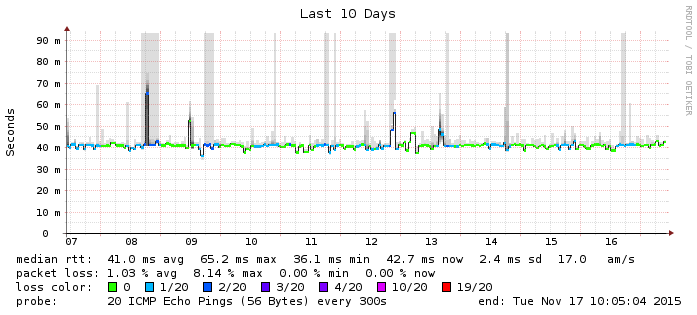 Last 10 Days
RRDTOOL / TOBI OETIKER
Seconds
90 m
80 m
70 m
60 m
50 m
40 m
30 m
20 m
10 m
0
07 08 09 10 11 12 13 14 15 16
median rtt: 41.0 ms avg 65.2 ms max 36.1 ms min 42.7 ms now 2.4 ms sd 17.0 am/s
packet loss: 1.03 % avg 8.14 % max 0.00 % min 0.00 % now
loss color: 0 1/20 2/20 3/20 4/20 10/20 19/20
probe: 20 ICMP Echo Pings (56 Bytes) every 300s end: Tue Nov 17 10:05:04 2015